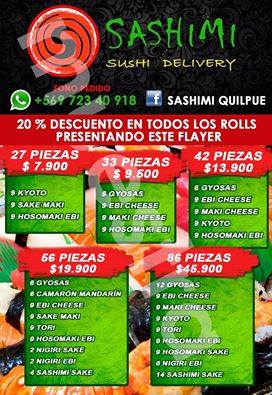 SASHIMI
SUSHI DELIVERY
FONO PEDIDO
+569 723 40 918
SASHIMI QUILPUE
20 % DESCUENTO EN TODOS LOS ROLLS
PRESENTANDO ESTE FLAYER
27 PIEZAS
$ 7.900
9 KYOTO
9 SAKE MAKI
9 HOSOMAKI EBI
33 PIEZAS
$ 9.500
6 GYOSAS
9 EBI CHEESE
9 MAKI CHEESE
9 HOSOMAKI EBI
42 PIEZAS
$13.900
6 GYOSAS
9 EBI CHEESE
9 MAKI CHEESE
9 KYOTO
9 HOSOMAKI EBI
56 PIEZAS
$19.900
6 GYOSAS
6 CAMARÓN MANDARÍN
9 EBI CHEESE
9 SAKE MAKI
9 TORI
9 HOSOMAKI EBI
2 NIGIRI SAKE
2 NIGIRI EBI
4 SASHIMI SAKE
86 PIEZAS
$45.900
12 GYOSAS
9 EBI CHEESE
9 MAKI CHEESE
9 KYOTO
9 TORI
9 HOSOMAKI EBI
9 HOSOMAKI SAKE
6 NIGIRI EBI
14 SASHIMI SAKE